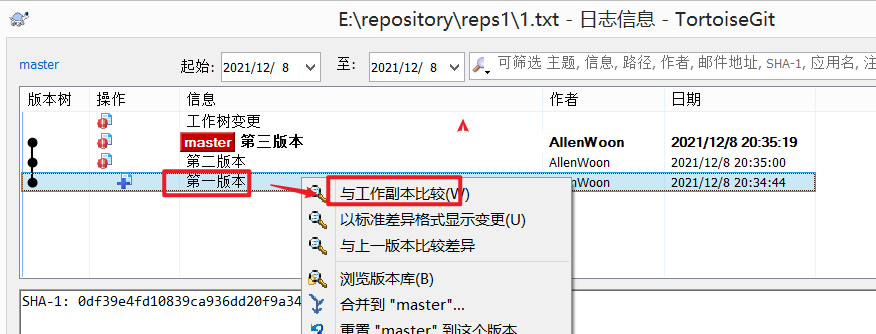 E:\repository\reps1\1.txt - 日志信息 - TortoiseGit
master 起始: 2021/12/ 8 至: 2021/12/ 8 可筛选 主题, 信息, 路径, 作者, 邮件地址, SHA-1, 应用名, 注
版本树 操作 信息 作者 日期
工作树变更
master 第三版本 AllenWoon 2021/12/8 20:35:19
第二版本 AllenWoon 2021/12/8 20:35:00
第一版本 Woon 2021/12/8 20:34:44
与工作副本比较(W)
以标准差异格式显示变更(U)
与上一版本比较差异
浏览版本库(B)
SHA-1: 0df39e4fd10839ca936dd20f9a34
合并到 "master"...
重置 "master" 到这个版本